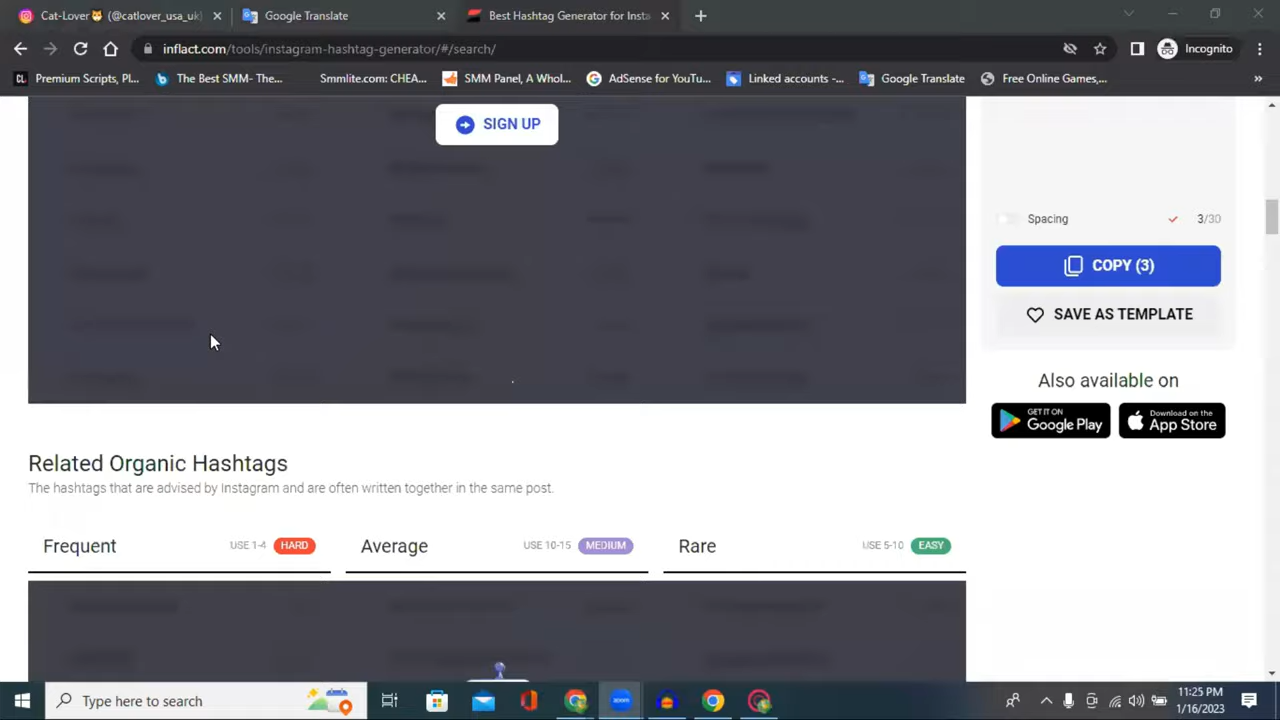 Cat-Lover🐱 (@catlover_usa_uk)
Google Translate
Best Hashtag Generator for Insta
inflact.com/tools/instagram-hashtag-generator/#/search/
Incognito
Premium Scripts, Pl...
The Best SMM- The...
Smmlite.com: CHEA...
SMM Panel, A Whol...
AdSense for YouTu...
Linked accounts -...
Google Translate
Free Online Games,...
»
SIGN UP
Spacing
3/30
COPY (3)
SAVE AS TEMPLATE
Also available on
GET IT ON
Google Play
Download on the
App Store
Related Organic Hashtags
The hashtags that are advised by Instagram and are often written together in the same post.
Frequent USE 1-4 HARD
Average USE 10-15 MEDIUM
Rare USE 5-10 EASY
Type here to search
zoom
11:25 PM
1/16/2023